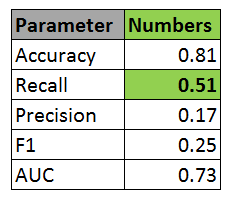 Parameter Numbers
Accuracy 0.81
Recall 0.51
Precision 0.17
F1 0.25
AUC 0.73